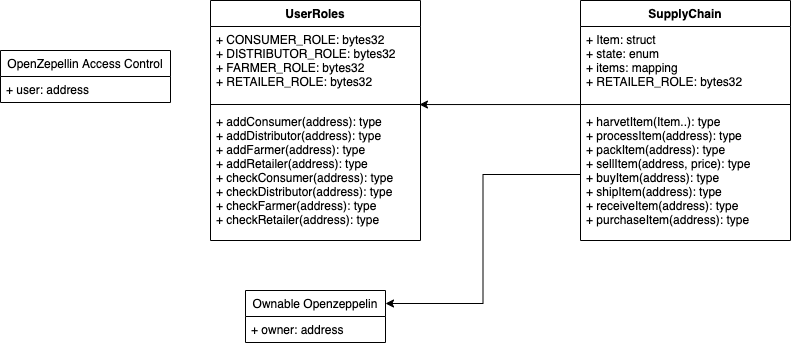 OpenZepellin Access Control
+ user: address
UserRoles
+ CONSUMER_ROLE: bytes32
+ DISTRIBUTOR_ROLE: bytes32
+ FARMER_ROLE: bytes32
+ RETAILER_ROLE: bytes32
+ addConsumer(address): type
+ addDistributor(address): type
+ addFarmer(address): type
+ addRetailer(address): type
+ checkConsumer(address): type
+ checkDistributor(address): type
+ checkFarmer(address): type
+ checkRetailer(address): type
SupplyChain
+ Item: struct
+ state: enum
+ items: mapping
+ RETAILER_ROLE: bytes32
+ harvetItem(Item..): type
+ processItem(address): type
+ packItem(address): type
+ sellItem(address, price): type
+ buyItem(address): type
+ shipItem(address): type
+ receiveItem(address): type
+ purchaseItem(address): type
Ownable Openzeppelin
+ owner: address